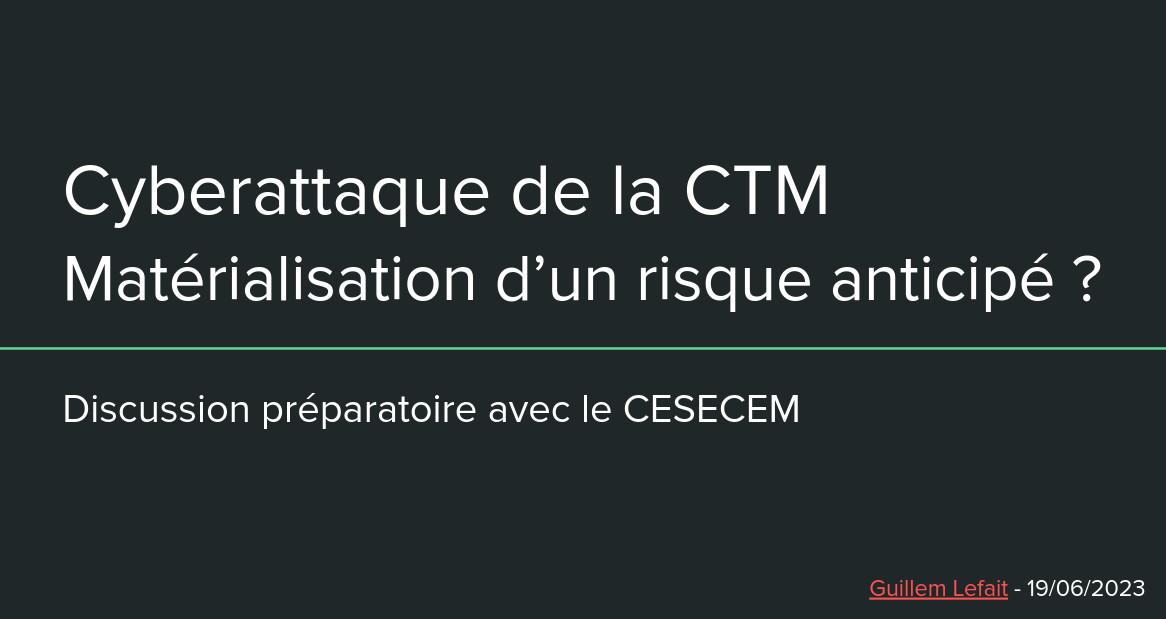 Cyberattaque de la CTM
Matérialisation d’un risque anticipé ?
Discussion préparatoire avec le CESECEM
Guillem Lefait - 19/06/2023